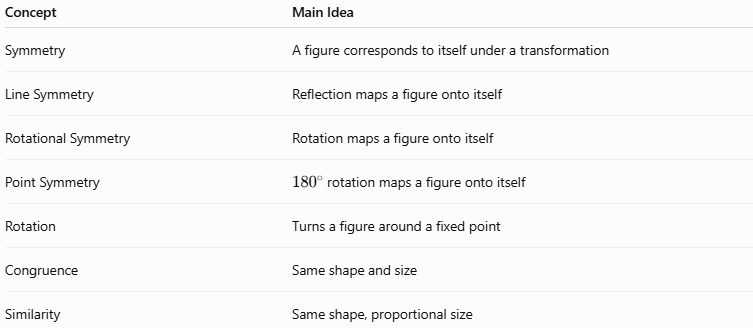 Concept Main Idea
Symmetry A figure corresponds to itself under a transformation
Line Symmetry Reflection maps a figure onto itself
Rotational Symmetry Rotation maps a figure onto itself
Point Symmetry 180° rotation maps a figure onto itself
Rotation Turns a figure around a fixed point
Congruence Same shape and size
Similarity Same shape, proportional size